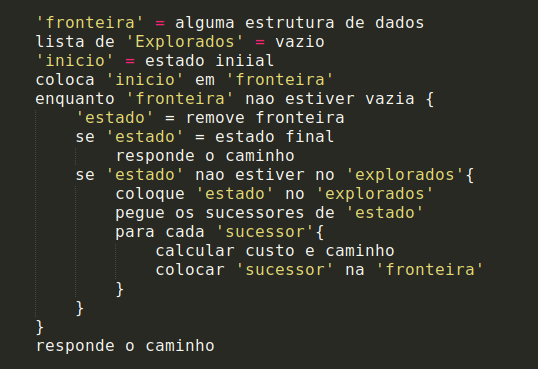 'fronteira' = alguma estrutura de dados
lista de 'Explorados' = vazio
'inicio' = estado iniial
coloca 'inicio' em 'fronteira'
enquanto 'fronteira' nao estiver vazia {
    'estado' = remove fronteira
    se 'estado' = estado final
        responde o caminho
    se 'estado' nao estiver no 'explorados'{
        coloque 'estado' no 'explorados'
        pegue os sucessores de 'estado'
        para cada 'sucessor'{
            calcular custo e caminho
            colocar 'sucessor' na 'fronteira'
        }
    }
}
responde o caminho